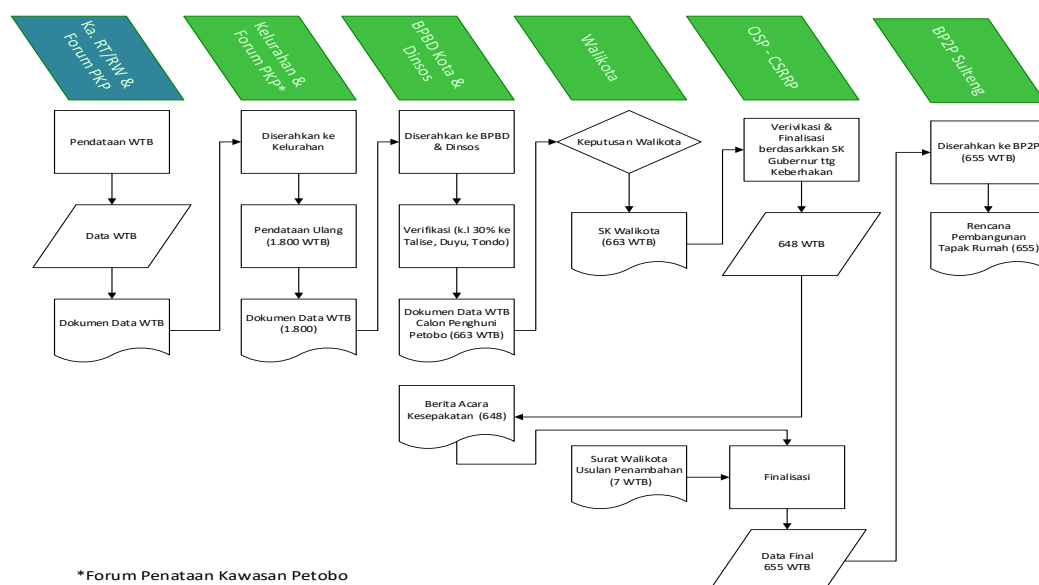 Ka. RT/RW &
Forum PKP
Kelurahan &
Forum PKP*
BPBD Kota &
Dinsos
Walikota
OSP - CSRRP
BP2P Sulteng
Pendataan WTB
Data WTB
Dokumen Data WTB
Diserahkan ke
Kelurahan
Pendataan Ulang
(1.800 WTB)
Dokumen Data WTB
(1.800)
Diserahkan ke BPBD
& Dinsos
Verifikasi (k.l 30% ke
Talise, Duyu, Tondo)
Dokumen Data WTB
Calon Penghuni
Petobo (663 WTB)
Keputusan Walikota
SK Walikota
(663 WTB)
Verivikasi &
Finalisasi
berdasarkkan SK
Gubernur ttg
Keberhakan
648 WTB
Diserahkan ke BP2P
(655 WTB)
Rencana
Pembangunan
Tapak Rumah (655)
Berita Acara
Kesepakatan (648)
Surat Walikota
Usulan Penambahan
(7 WTB)
Finalisasi
Data Final
655 WTB
*Forum Penataan Kawasan Petobo